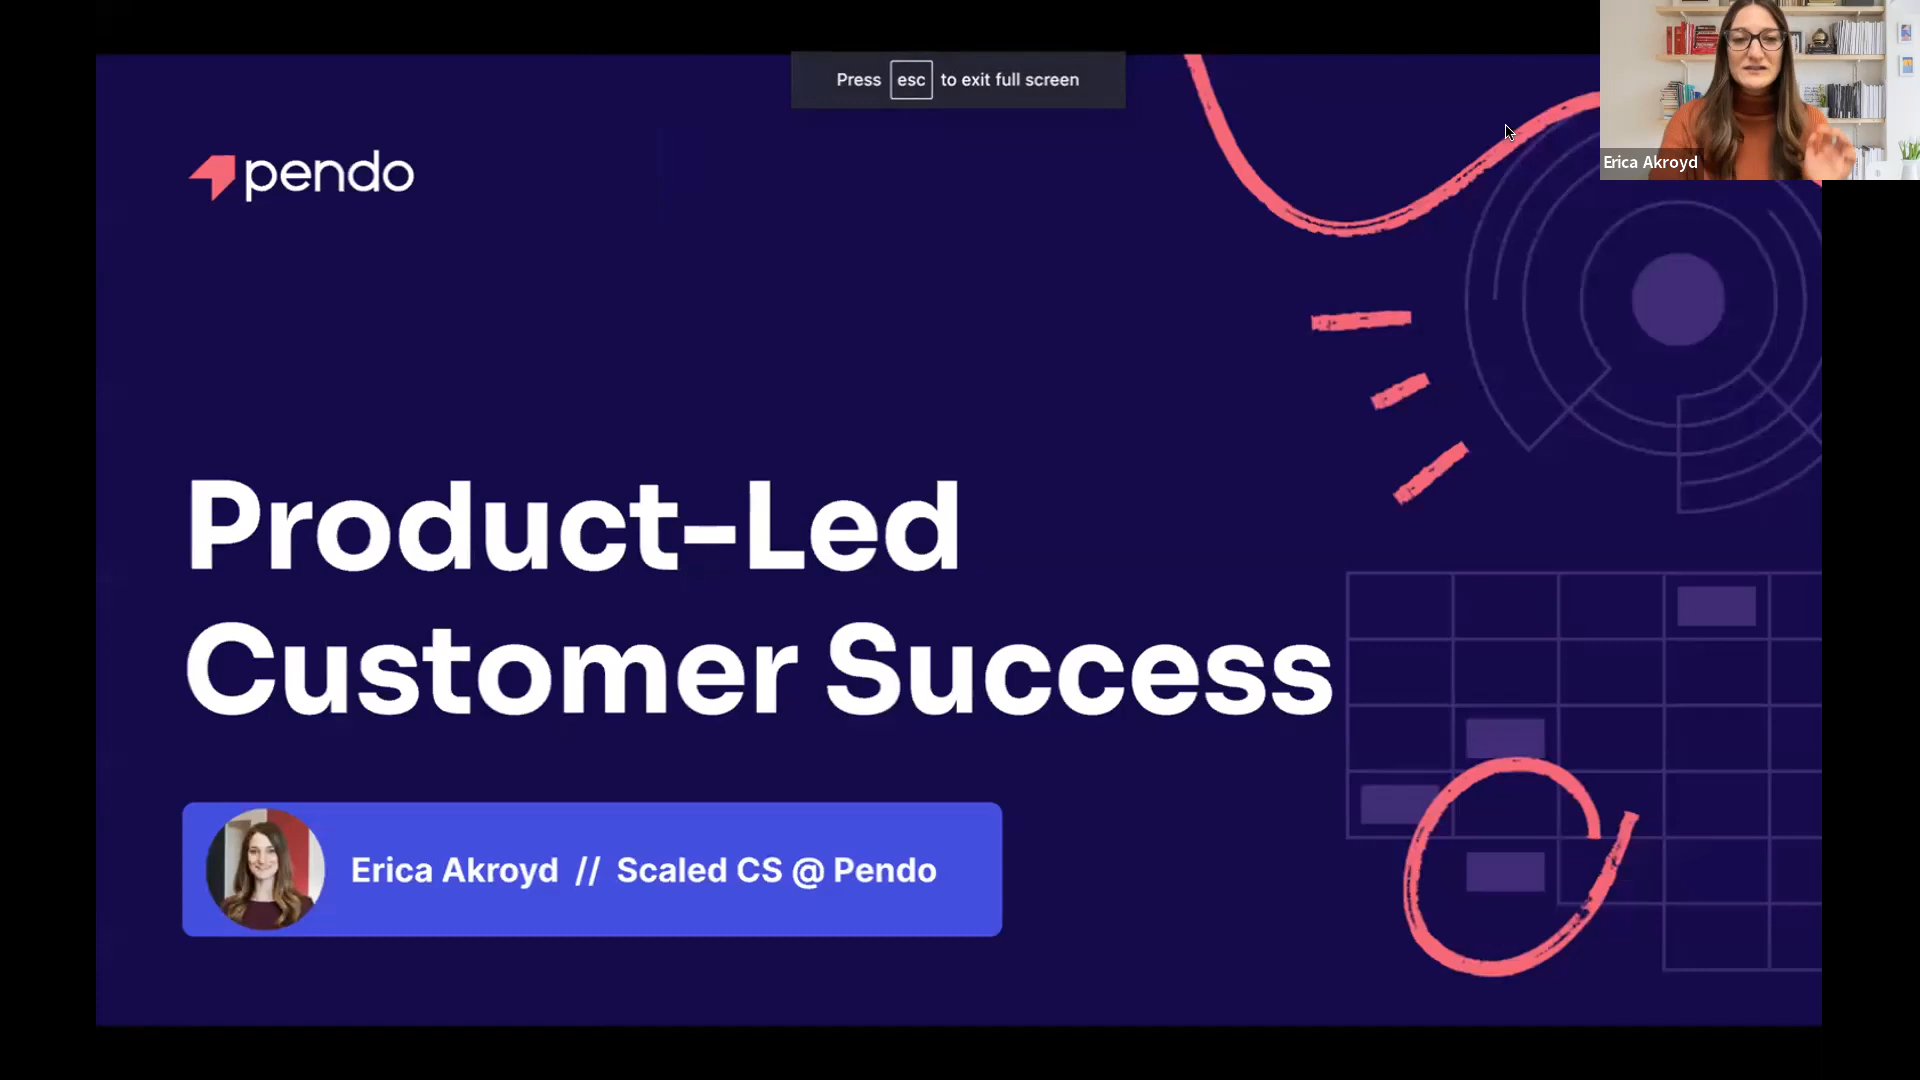 Press esc to exit full screen
Erica Akroyd
pendo
Product-Led
Customer Success
Erica Akroyd // Scaled CS @ Pendo